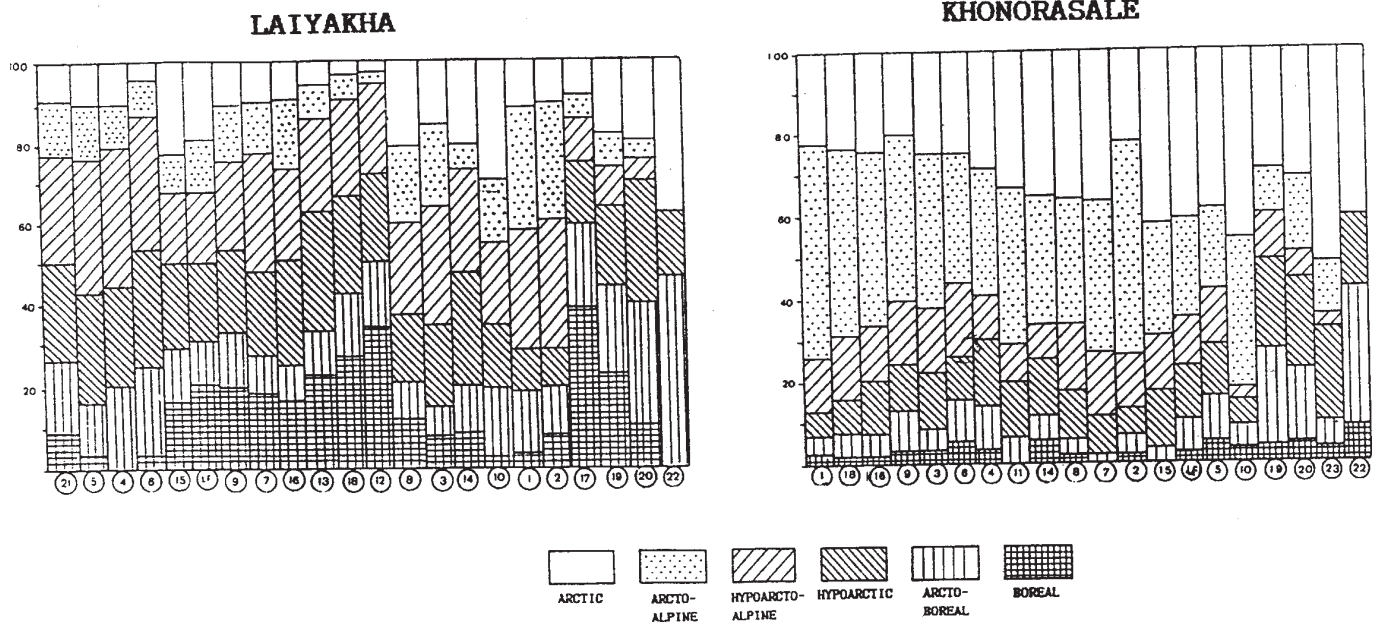 LAIYAKHA
KHONORASALE
100
80
60
40
20
21 5 4 6 15 LF 9 7 16 13 18 12 8 3 14 10 1 2 17 19 20 22
100
80
60
40
20
1 18 16 9 3 6 4 11 14 8 7 2 15 LF 5 10 19 20 23 22
ARCTIC
ARCTO-
ALPINE
HYPOARCTO-
ALPINE
HYPOARCTIC
ARCTO-
BOREAL
BOREAL